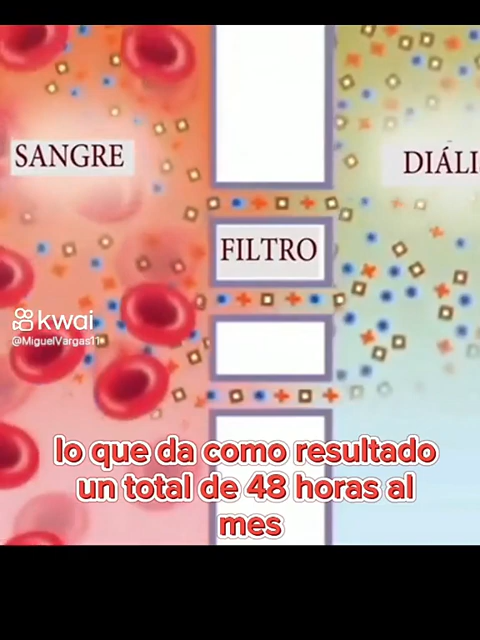 SANGRE
DIÁLI
FILTRO
kwai
@MiguelVargas11
lo que da como resultado
un total de 48 horas al
mes